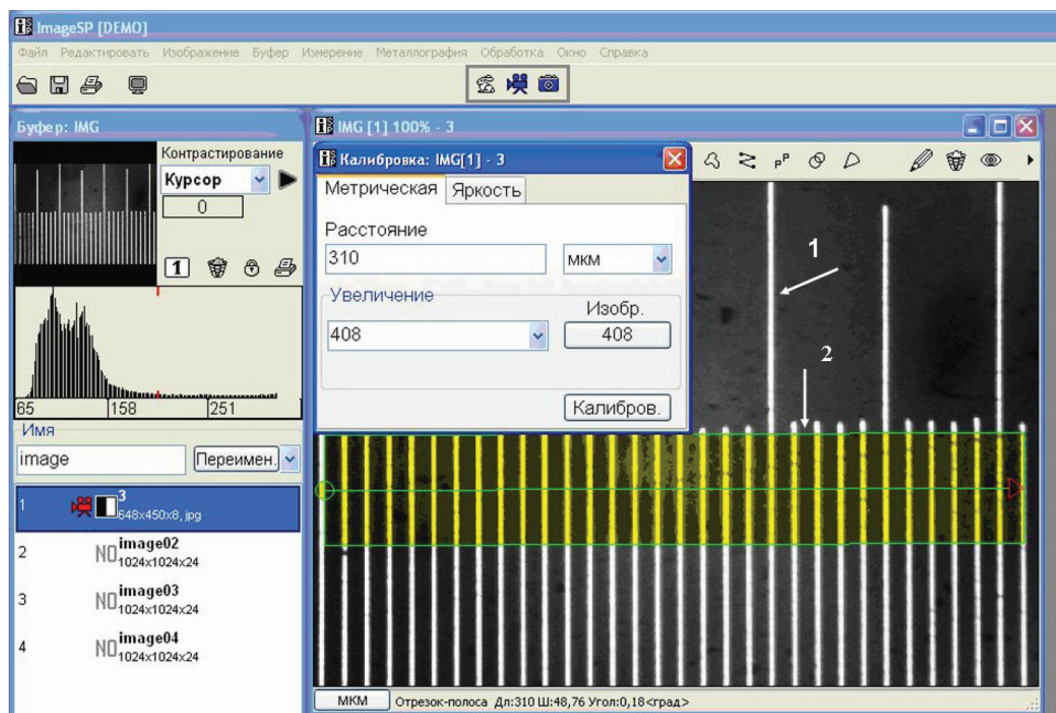 ImageSP [DEMO]
Файл Редактировать Изображение Буфер Измерение Металлография Обработка Окно Справка
Буфер: IMG
Контрастирование
Курсор
0
1
65 158 251
Имя
image
Переимен.
1 3
648x450x8, jpg
2 NO image02
1024x1024x24
3 NO image03
1024x1024x24
4 NO image04
1024x1024x24
IMG [1] 100% - 3
Калибровка: IMG[1] - 3
Метрическая Яркость
Расстояние
310 мкм
Увеличение
Изобр.
408 408
Калибров.
1
2
МКМ Отрезок-полоса Дл:310 Ш:48,76 Угол:0,18<град>